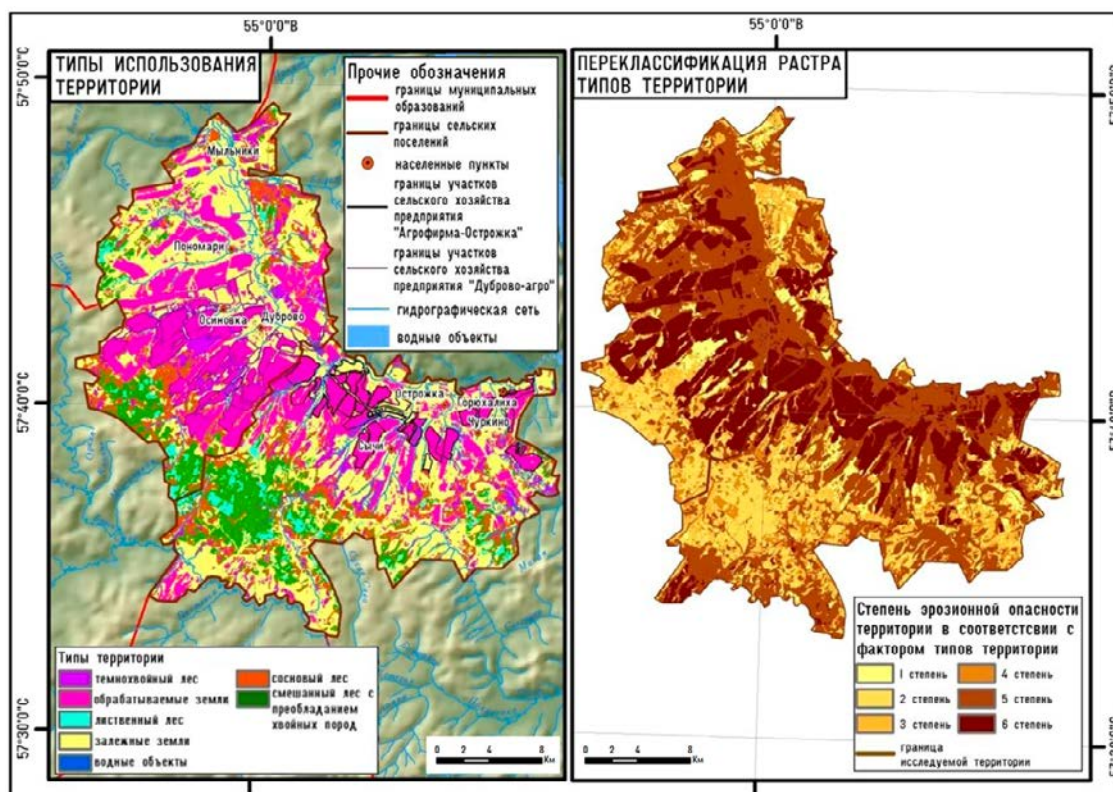 55°0'0"В
55°0'0"В
57°50'0"С
57°40'0"С
57°30'0"С
ТИПЫ ИСПОЛЬЗОВАНИЯ
ТЕРРИТОРИИ
Прочие обозначения
границы муниципальных
образований
границы сельских
поселений
населенные пункты
границы участков
сельского хозяйства
предприятия
"Агрофирма-Острожка"
границы участков
сельского хозяйства
предприятия "Дуброво-агро"
гидрографическая сеть
водные объекты
Мыльники
Пономари
Осиновка
Дуброво
Острожка
Горюхалиха
Чуркино
Сычи
Типы территории
темнохвойный лес
обрабатываемые земли
лиственный лес
залежные земли
водные объекты
сосновый лес
смешанный лес с
преобладанием
хвойных пород
0 2 4 8
Км
ПЕРЕКЛАССИФИКАЦИЯ РАСТРА
ТИПОВ ТЕРРИТОРИИ
Степень эрозионной опасности
территории в соответстсвии с
фактором типов территории
1 степень
2 степень
3 степень
4 степень
5 степень
6 степень
граница
исследуемой территории
0 2 4 8
Км